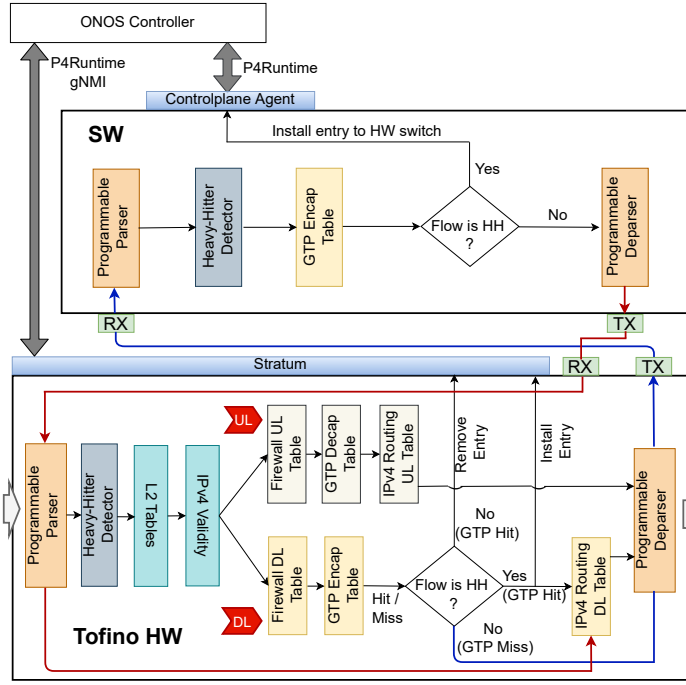 ONOS Controller
P4Runtime
gNMI
P4Runtime
Controlplane Agent
SW
Install entry to HW switch
Yes
Programmable
Parser
Heavy-Hitter
Detector
GTP Encap
Table
Flow is HH
?
No
Programmable
Deparser
RX
TX
Stratum
RX
TX
UL
Firewall UL
Table
GTP Decap
Table
IPv4 Routing
UL Table
Remove
Entry
Install
Entry
Programmable
Parser
Heavy-Hitter
Detector
L2 Tables
IPv4 Validity
No
(GTP Hit)
Programmable
Deparser
Firewall DL
Table
GTP Encap
Table
Hit /
Miss
Flow is HH
?
Yes
(GTP Hit)
IPv4 Routing
DL Table
DL
No
(GTP Miss)
Tofino HW